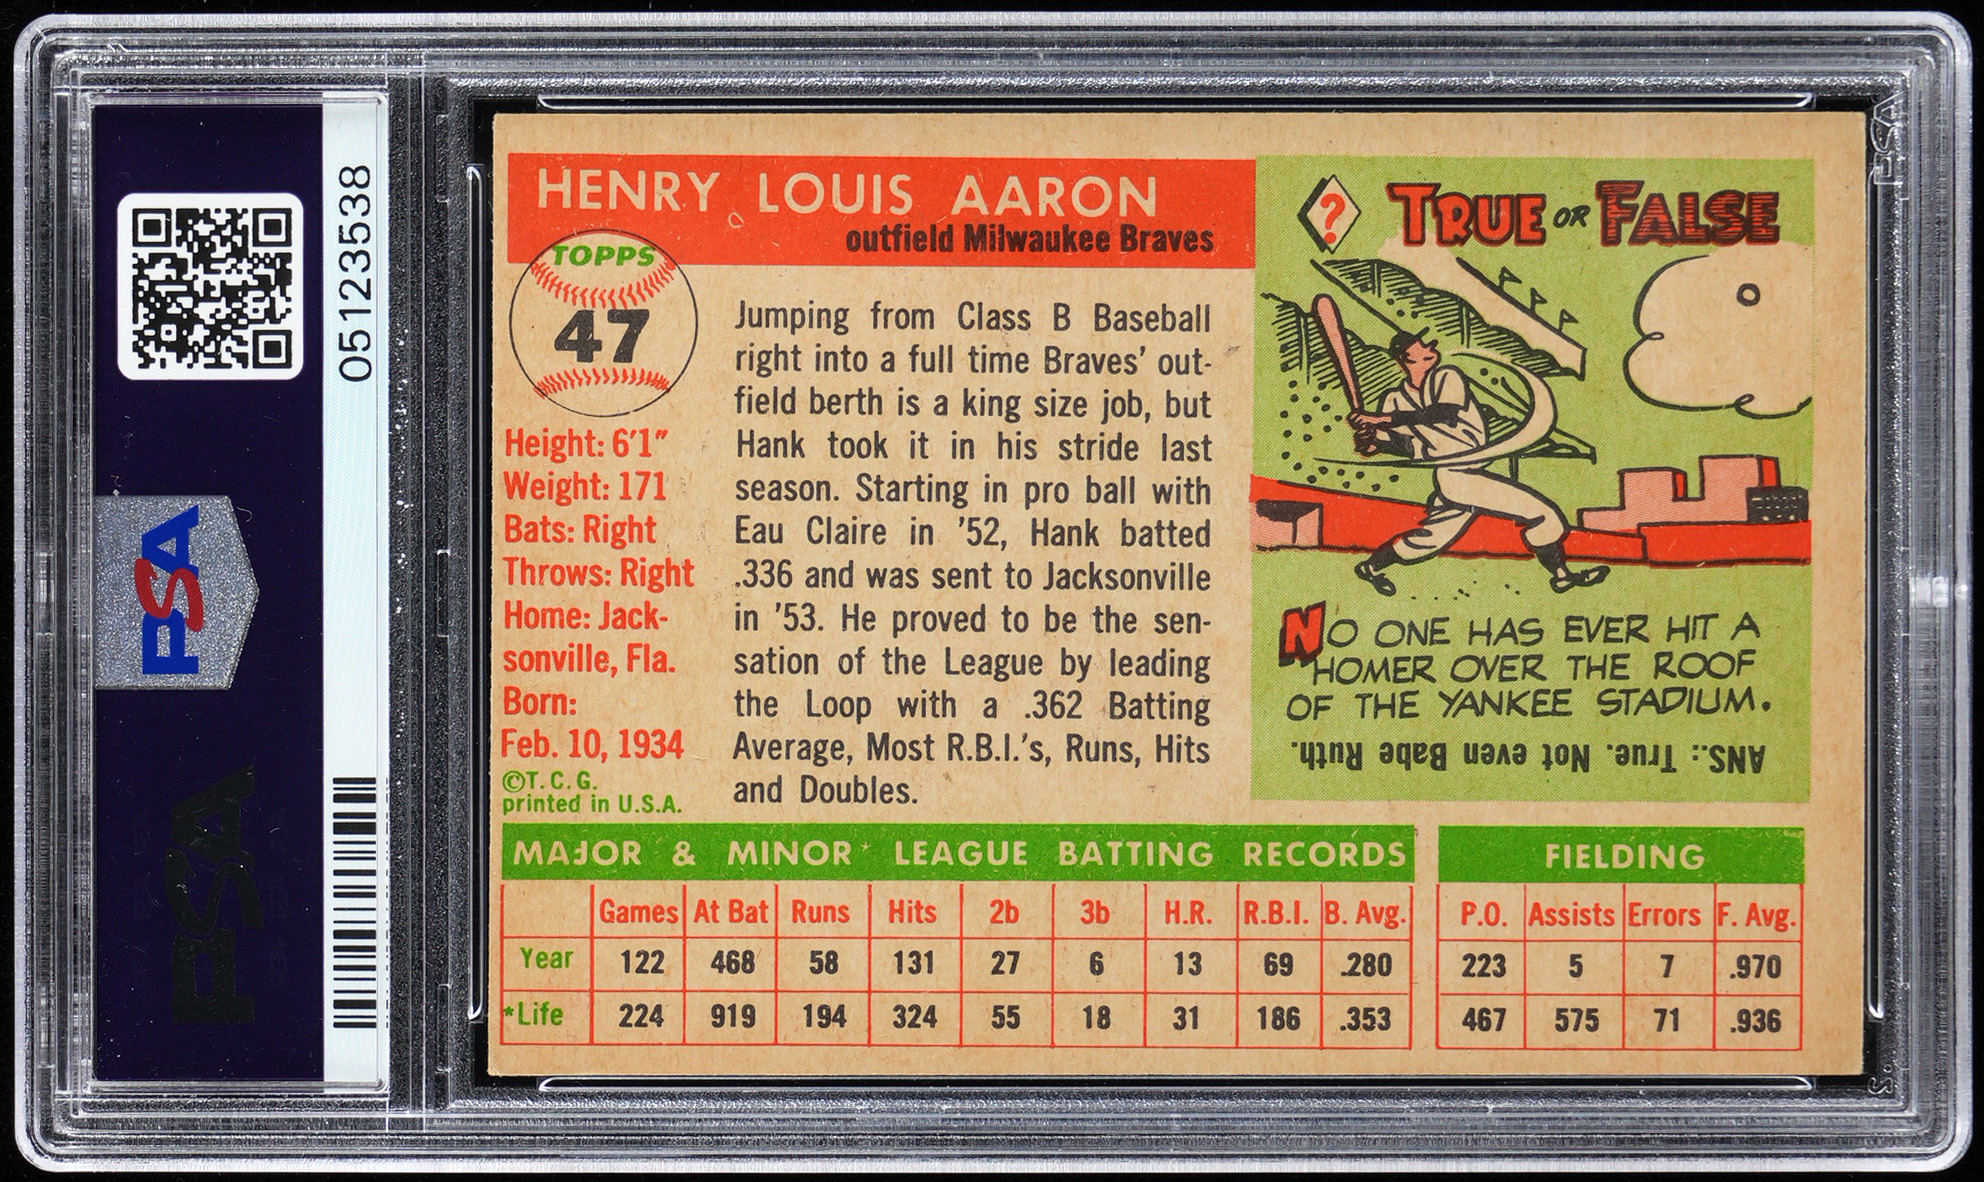 05123538
PSA
PSA
HENRY LOUIS AARON
outfield Milwaukee Braves
TOPPS
47
Height: 6'1"
Weight: 171
Bats: Right
Throws: Right
Home: Jack-
sonville, Fla.
Born:
Feb. 10, 1934
©T.C.G.
printed in U.S.A.
Jumping from Class B Baseball
right into a full time Braves' out-
field berth is a king size job, but
Hank took it in his stride last
season. Starting in pro ball with
Eau Claire in '52, Hank batted
.336 and was sent to Jacksonville
in '53. He proved to be the sen-
sation of the League by leading
the Loop with a .362 Batting
Average, Most R.B.I.'s, Runs, Hits
and Doubles.
? TRUE OR FALSE
NO ONE HAS EVER HIT A
HOMER OVER THE ROOF
OF THE YANKEE STADIUM.
ANS.: True. Not even Babe Ruth.
MAJOR & MINOR* LEAGUE BATTING RECORDS
Games At Bat Runs Hits 2b 3b H.R. R.B.I. B. Avg.
Year 122 468 58 131 27 6 13 69 .280
*Life 224 919 194 324 55 18 31 186 .353
FIELDING
P.O. Assists Errors F. Avg.
223 5 7 .970
467 575 71 .936
PSA